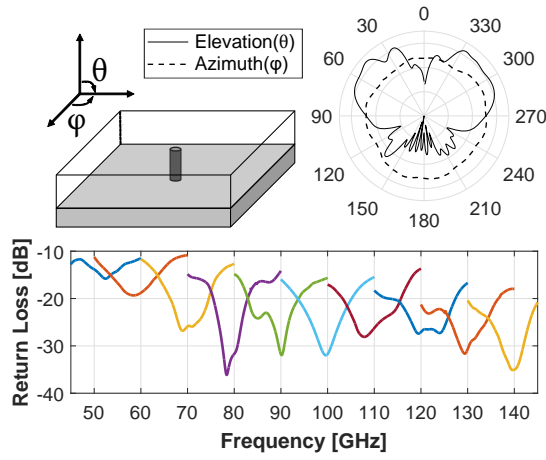 θ
φ
Elevation(θ)
Azimuth(φ)
0
30
330
60
300
90
270
120
240
150
210
180
Return Loss [dB]
-10
-20
-30
-40
50 60 70 80 90 100 110 120 130 140
Frequency [GHz]